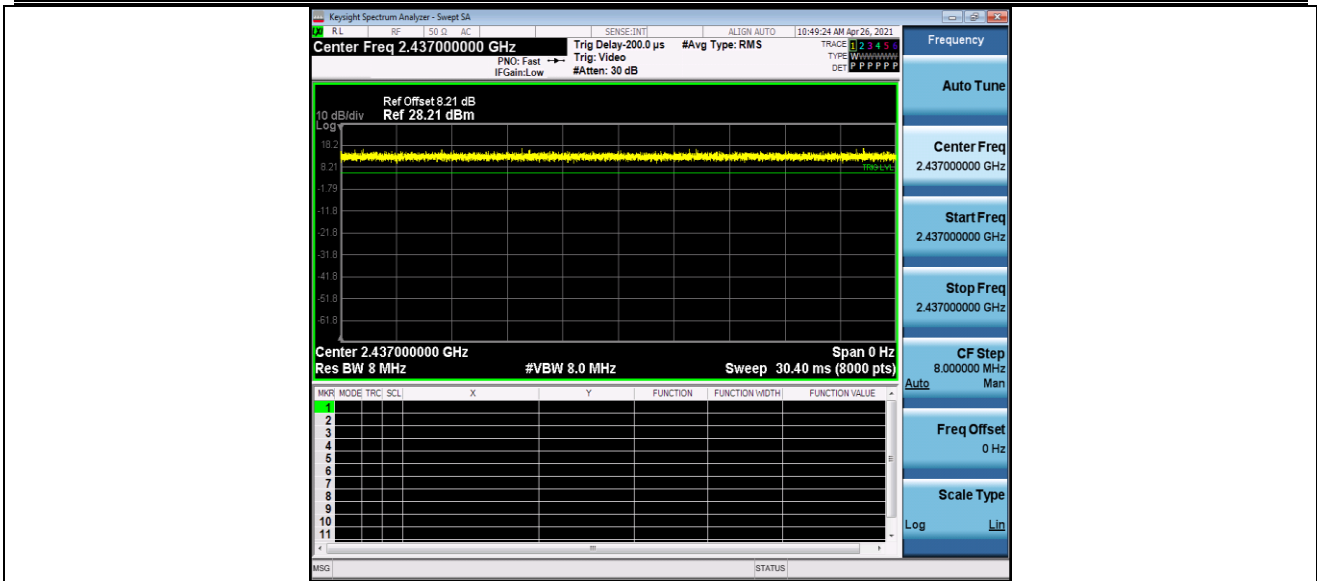 Keysight Spectrum Analyzer - Swept SA
RL RF 50 Ω AC SENSE:INT ALIGN AUTO 10:49:24 AM Apr 26, 2021
Center Freq 2.437000000 GHz
PNO: Fast
IFGain:Low
Trig Delay-200.0 µs
Trig: Video
#Atten: 30 dB
#Avg Type: RMS
TRACE 1 2 3 4 5 6
TYPE WWWWWW
DET P P P P P P
Ref Offset 8.21 dB
10 dB/div Ref 28.21 dBm
Log
18.2
8.21
TRIG LVL
-1.79
-11.8
-21.8
-31.8
-41.8
-51.8
-61.8
Center 2.437000000 GHz Span 0 Hz
Res BW 8 MHz #VBW 8.0 MHz Sweep 30.40 ms (8000 pts)
MKR MODE TRC SCL X Y FUNCTION FUNCTION WIDTH FUNCTION VALUE
1
2
3
4
5
6
7
8
9
10
11
MSG STATUS
Frequency
Auto Tune
Center Freq
2.437000000 GHz
Start Freq
2.437000000 GHz
Stop Freq
2.437000000 GHz
CF Step
8.000000 MHz
Auto Man
Freq Offset
0 Hz
Scale Type
Log Lin